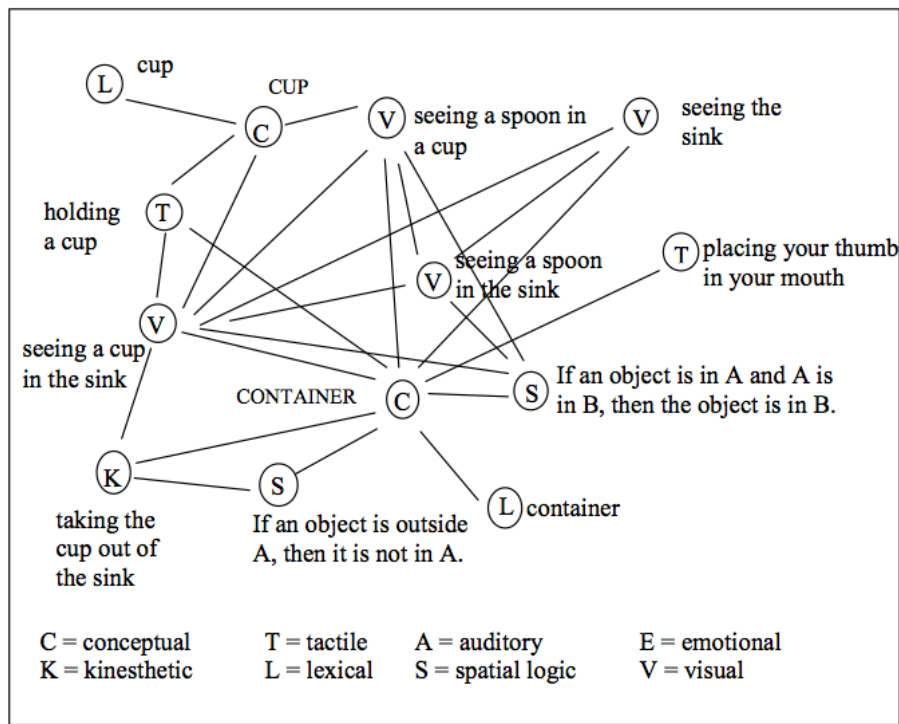 L
cup
CUP
C
V
seeing a spoon in
a cup
V
seeing the
sink
holding
a cup
T
T
placing your thumb
in your mouth
V
seeing a spoon
in the sink
V
seeing a cup
in the sink
CONTAINER
C
S
If an object is in A and A is
in B, then the object is in B.
K
taking the
cup out of
the sink
S
If an object is outside
A, then it is not in A.
L
container
C = conceptual T = tactile A = auditory E = emotional
K = kinesthetic L = lexical S = spatial logic V = visual